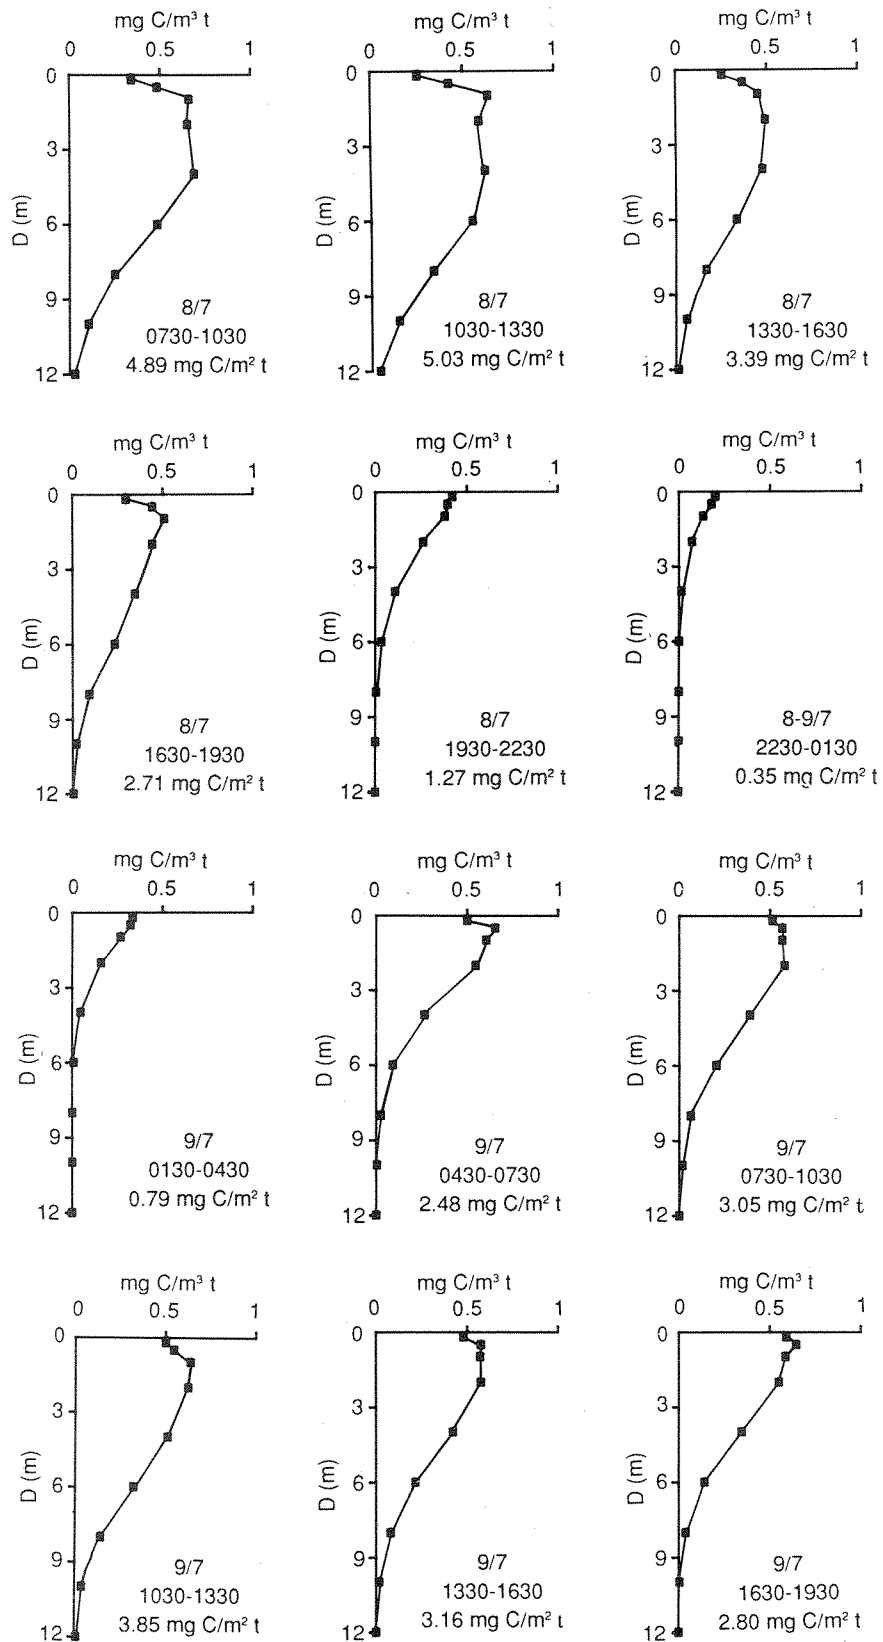 mg C/m³ t
0 0.5 1
0
3
6
9
12
D (m)
8/7
0730-1030
4.89 mg C/m² t
mg C/m³ t
0 0.5 1
0
3
6
9
12
D (m)
8/7
1030-1330
5.03 mg C/m² t
mg C/m³ t
0 0.5 1
0
3
6
9
12
D (m)
8/7
1330-1630
3.39 mg C/m² t
mg C/m³ t
0 0.5 1
0
3
6
9
12
D (m)
8/7
1630-1930
2.71 mg C/m² t
mg C/m³ t
0 0.5 1
0
3
6
9
12
D (m)
8/7
1930-2230
1.27 mg C/m² t
mg C/m³ t
0 0.5 1
0
3
6
9
12
D (m)
8-9/7
2230-0130
0.35 mg C/m² t
mg C/m³ t
0 0.5 1
0
3
6
9
12
D (m)
9/7
0130-0430
0.79 mg C/m² t
mg C/m³ t
0 0.5 1
0
3
6
9
12
D (m)
9/7
0430-0730
2.48 mg C/m² t
mg C/m³ t
0 0.5 1
0
3
6
9
12
D (m)
9/7
0730-1030
3.05 mg C/m² t
mg C/m³ t
0 0.5 1
0
3
6
9
12
D (m)
9/7
1030-1330
3.85 mg C/m² t
mg C/m³ t
0 0.5 1
0
3
6
9
12
D (m)
9/7
1330-1630
3.16 mg C/m² t
mg C/m³ t
0 0.5 1
0
3
6
9
12
D (m)
9/7
1630-1930
2.80 mg C/m² t